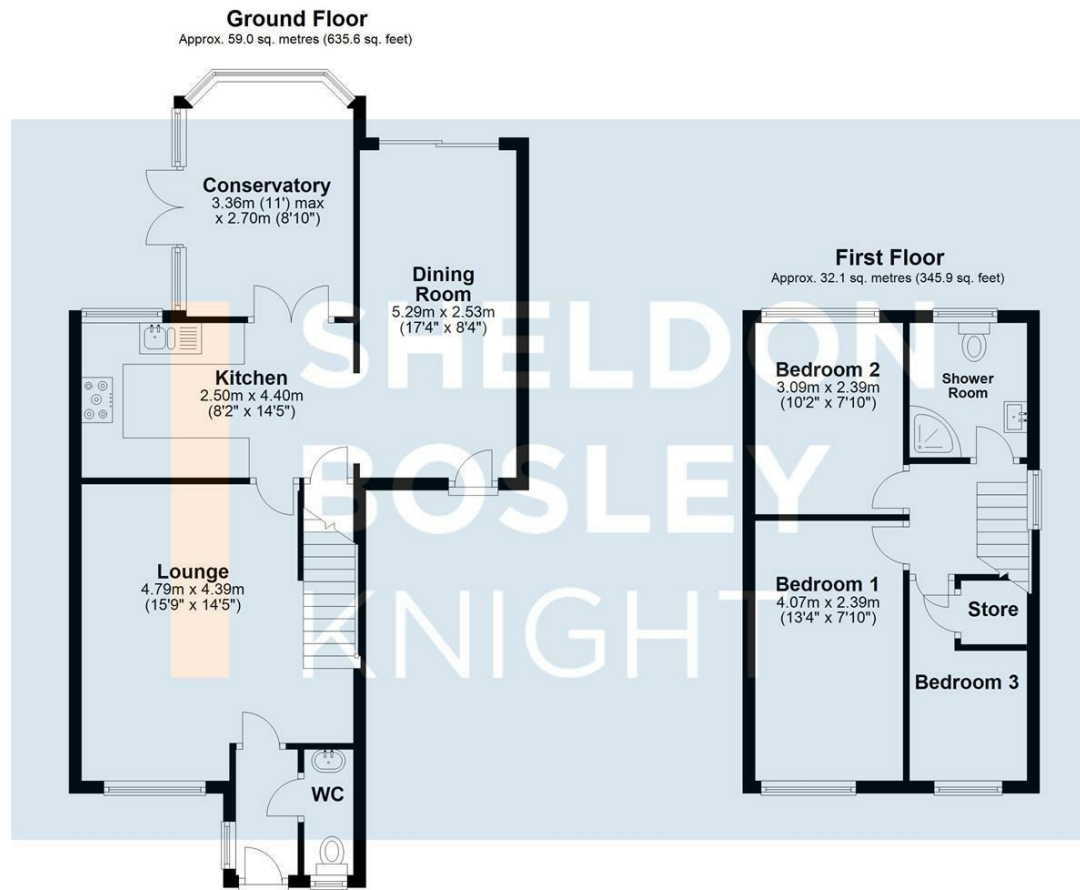 Ground Floor
Approx. 59.0 sq. metres (635.6 sq. feet)
Conservatory
3.36m (11') max
x 2.70m (8'10")
Dining
Room
5.29m x 2.53m
(17'4" x 8'4")
Kitchen
2.50m x 4.40m
(8'2" x 14'5")
Lounge
4.79m x 4.39m
(15'9" x 14'5")
WC
First Floor
Approx. 32.1 sq. metres (345.9 sq. feet)
Bedroom 2
3.09m x 2.39m
(10'2" x 7'10")
Shower
Room
Bedroom 1
4.07m x 2.39m
(13'4" x 7'10")
Store
Bedroom 3
SHELDON
BOSLEY
KNIGHT